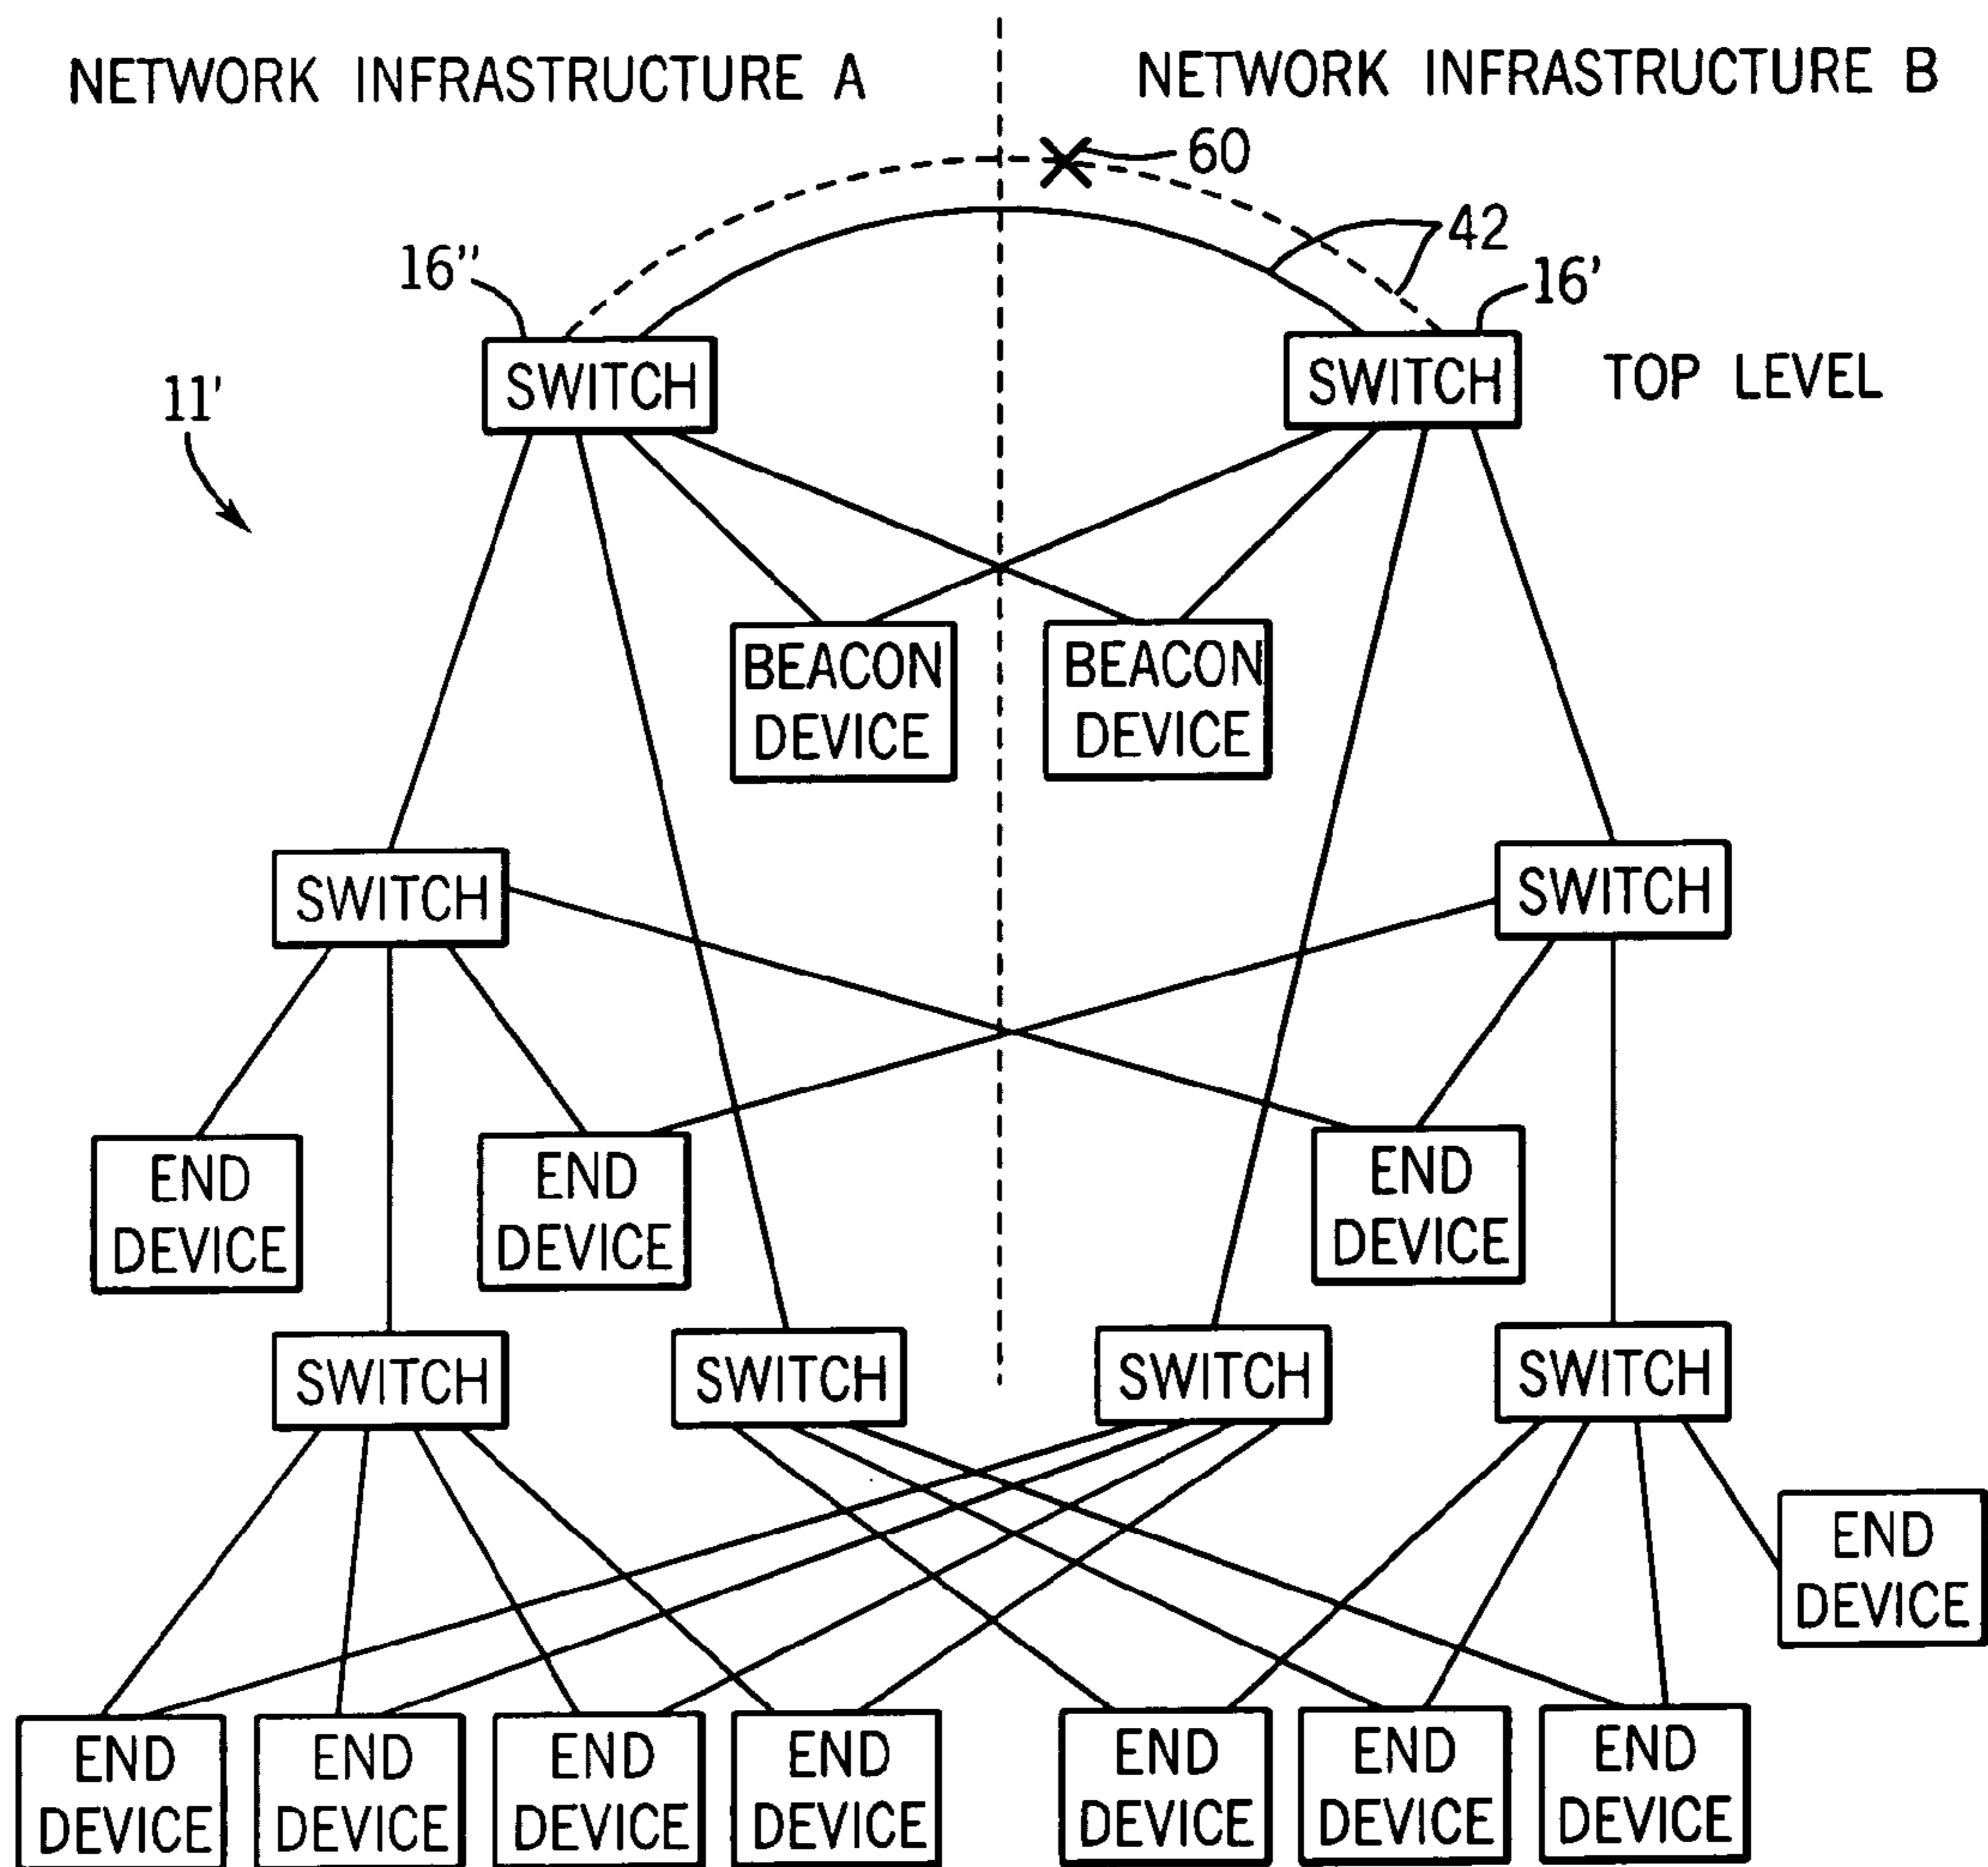 NETWORK INFRASTRUCTURE A
NETWORK INFRASTRUCTURE B
60
42
16''
16'
SWITCH
SWITCH
TOP LEVEL
11'
BEACON
DEVICE
BEACON
DEVICE
SWITCH
SWITCH
END
DEVICE
END
DEVICE
END
DEVICE
SWITCH
SWITCH
SWITCH
SWITCH
END
DEVICE
END
DEVICE
END
DEVICE
END
DEVICE
END
DEVICE
END
DEVICE
END
DEVICE
END
DEVICE